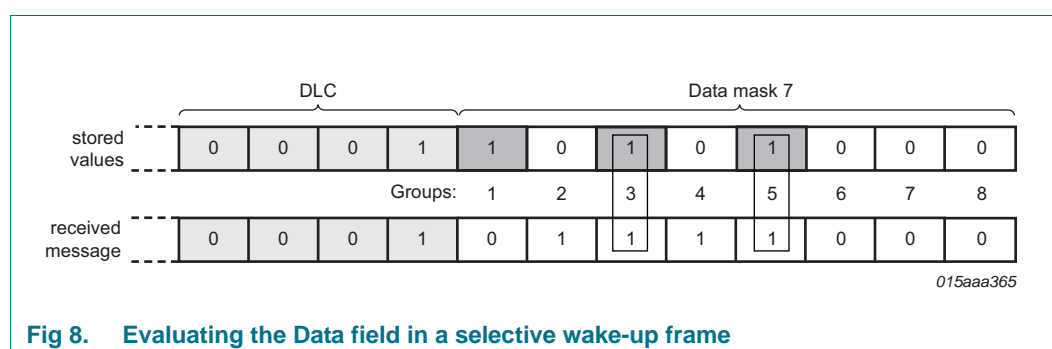 DLC Data mask 7
stored values 0 0 0 1 1 0 1 0 1 0 0 0
Groups: 1 2 3 4 5 6 7 8
received message 0 0 0 1 0 1 1 1 1 0 0 0
015aaa365
Fig 8. Evaluating the Data field in a selective wake-up frame